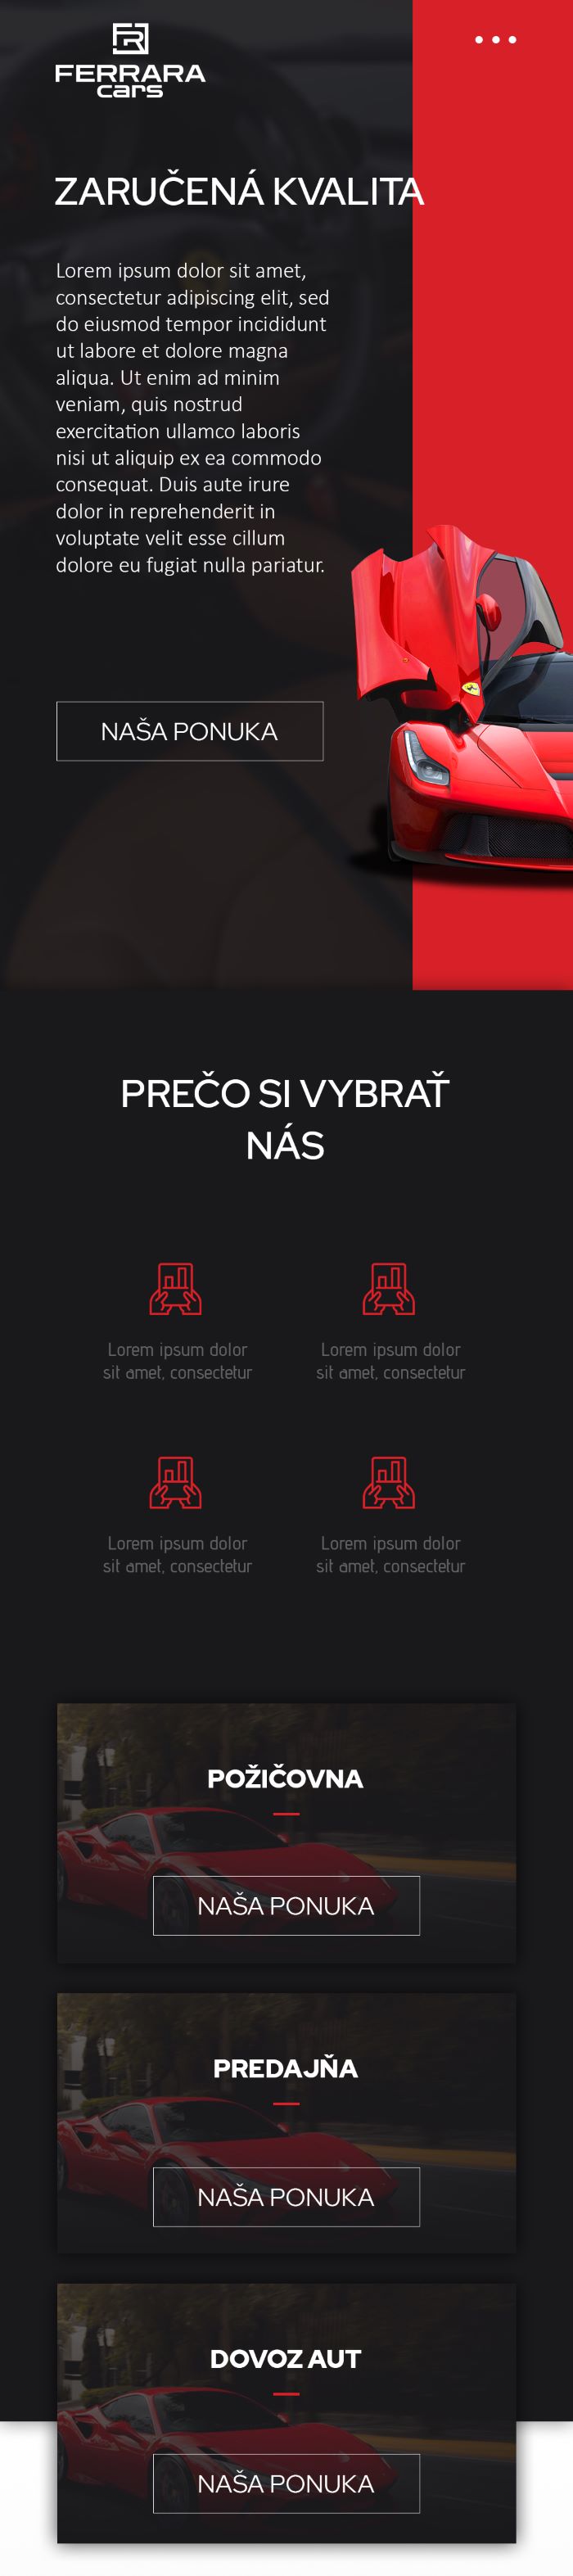 FERRARA
cars
ZARUČENÁ KVALITA
Lorem ipsum dolor sit amet,
consectetur adipiscing elit, sed
do eiusmod tempor incididunt
ut labore et dolore magna
aliqua. Ut enim ad minim
veniam, quis nostrud
exercitation ullamco laboris
nisi ut aliquip ex ea commodo
consequat. Duis aute irure
dolor in reprehenderit in
voluptate velit esse cillum
dolore eu fugiat nulla pariatur.
NAŠA PONUKA
PREČO SI VYBRAŤ
NÁS
Lorem ipsum dolor
sit amet, consectetur
Lorem ipsum dolor
sit amet, consectetur
Lorem ipsum dolor
sit amet, consectetur
Lorem ipsum dolor
sit amet, consectetur
POŽIČOVNA
NAŠA PONUKA
PREDAJŇA
NAŠA PONUKA
DOVOZ AUT
NAŠA PONUKA